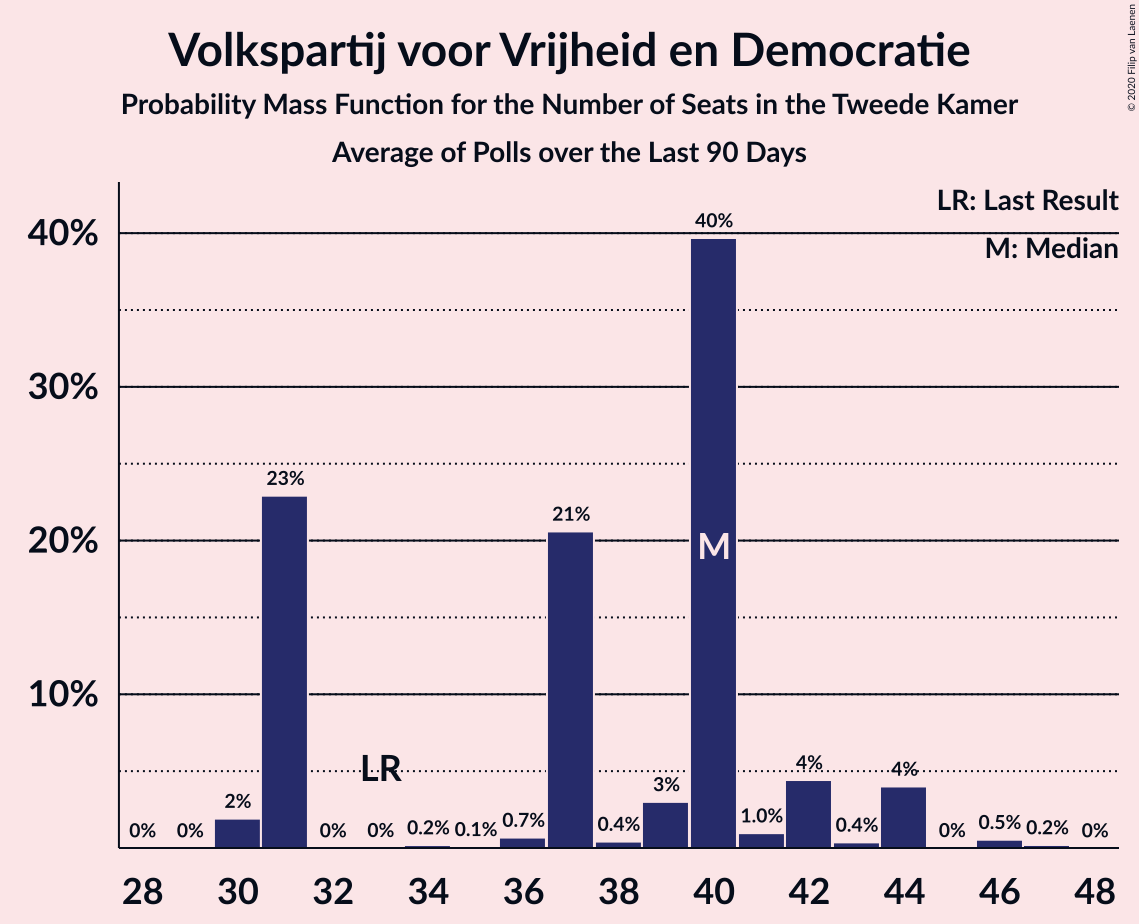 Volkspartij voor Vrijheid en Democratie
Probability Mass Function for the Number of Seats in the Tweede Kamer
Average of Polls over the Last 90 Days
© 2020 Filip van Laenen
LR: Last Result
M: Median
40%
30%
20%
10%
0%
0%
2%
23%
0%
0%
0.2%
0.1%
0.7%
21%
0.4%
3%
40%
1.0%
4%
0.4%
4%
0%
0.5%
0.2%
0%
LR
M
28 30 32 34 36 38 40 42 44 46 48